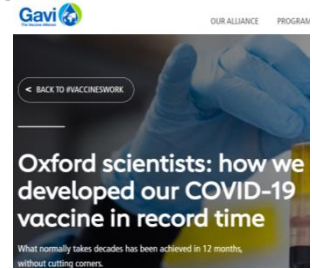 Gavi
The Vaccine Alliance
OUR ALLIANCE PROGRAM
< BACK TO #VACCINESWORK
Oxford scientists: how we
developed our COVID-19
vaccine in record time
What normally takes decades has been achieved in 12 months,
without cutting corners.